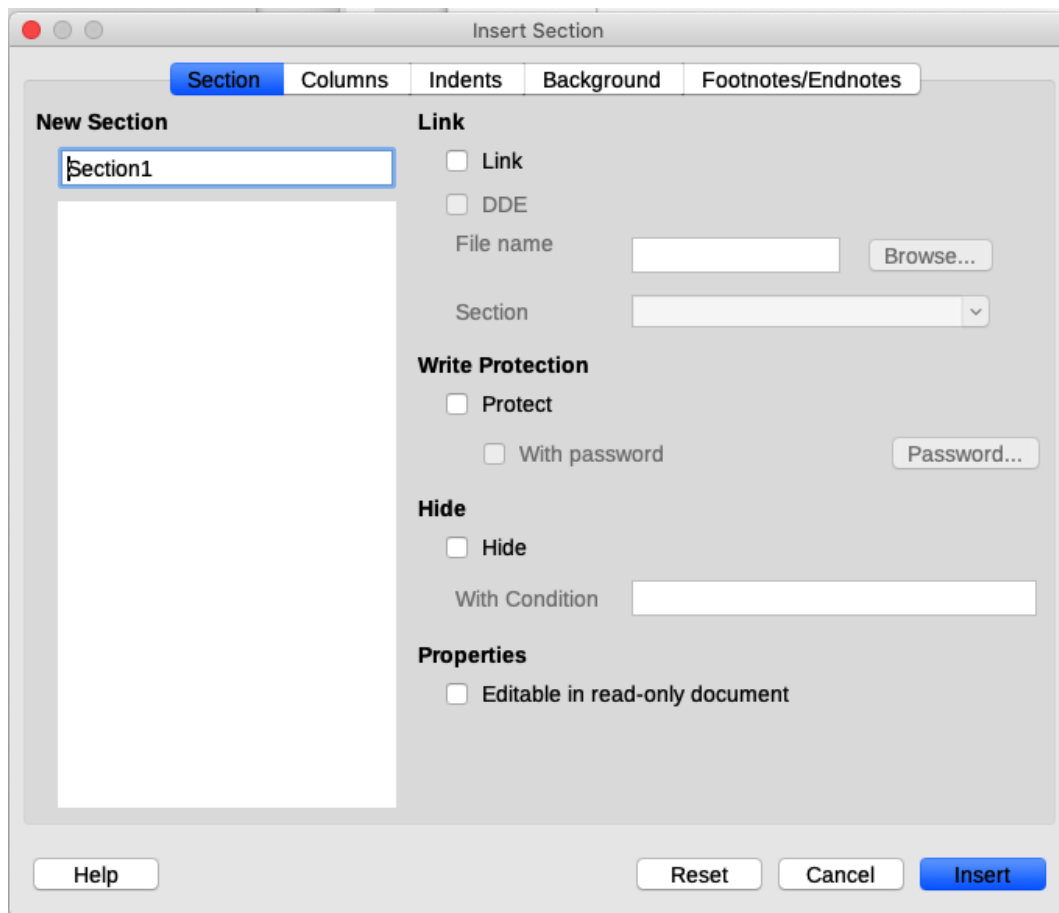 Insert Section
Section Columns Indents Background Footnotes/Endnotes
New Section
Section1
Link
Link
DDE
File name
Browse...
Section
Write Protection
Protect
With password
Password...
Hide
Hide
With Condition
Properties
Editable in read-only document
Help
Reset
Cancel
Insert